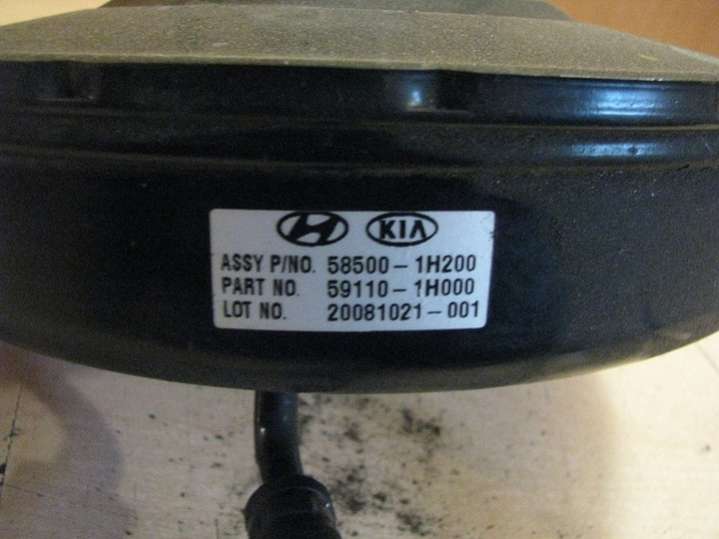 KIA
ASSY P/NO. 58500-1H200
PART NO. 59110-1H000
LOT NO. 20081021-001